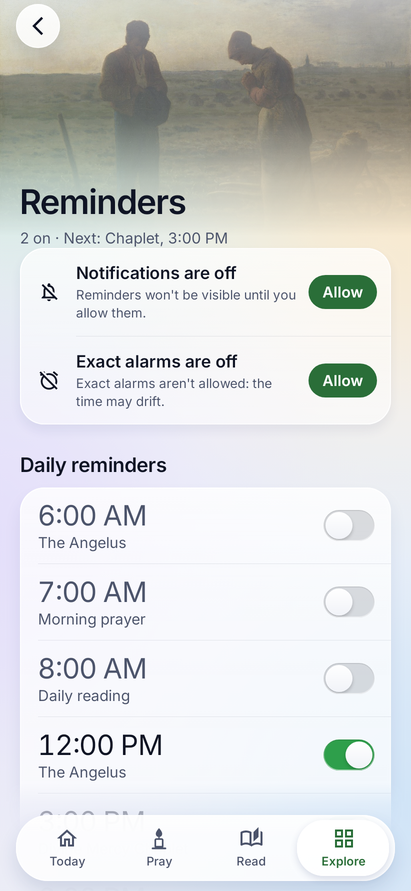 Reminders
2 on · Next: Chaplet, 3:00 PM
Notifications are off
Reminders won't be visible until you
allow them.
Allow
Exact alarms are off
Exact alarms aren't allowed: the
time may drift.
Allow
Daily reminders
6:00 AM
The Angelus
7:00 AM
Morning prayer
8:00 AM
Daily reading
12:00 PM
The Angelus
Today
Pray
Read
Explore